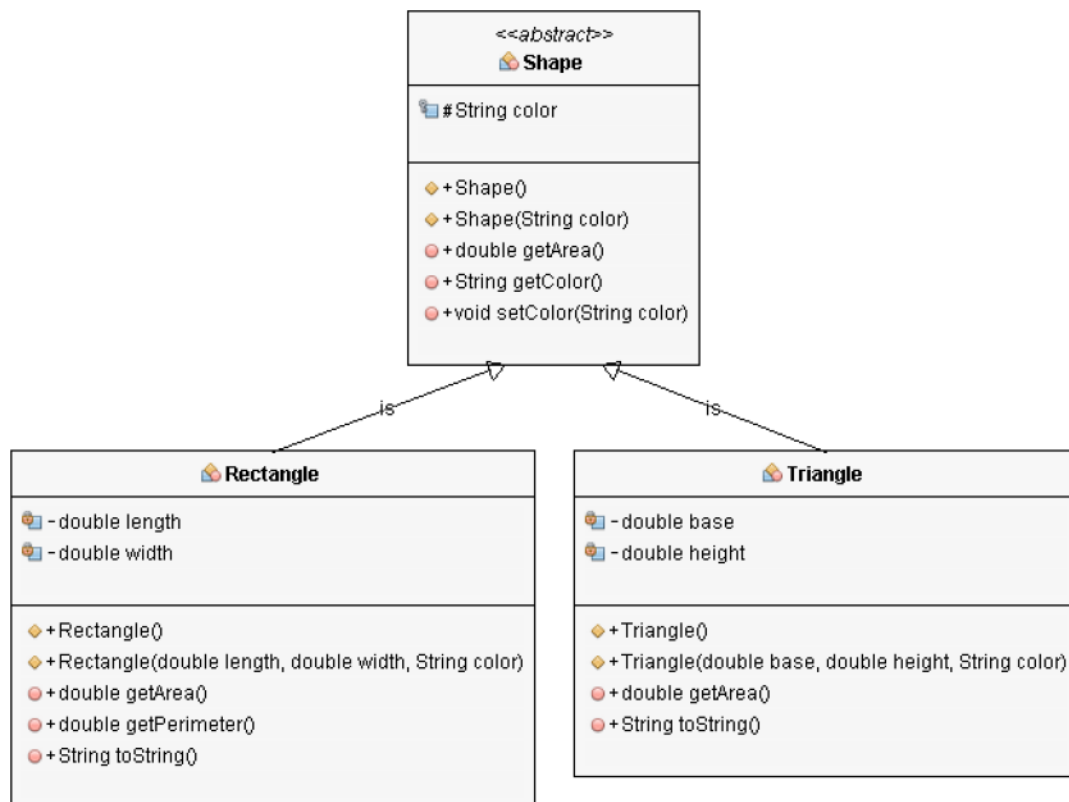 <<abstract>>
Shape
#String color
+Shape()
+Shape(String color)
+double getArea()
+String getColor()
+void setColor(String color)
is
is
Rectangle
-double length
-double width
+Rectangle()
+Rectangle(double length, double width, String color)
+double getArea()
+double getPerimeter()
+String toString()
Triangle
-double base
-double height
+Triangle()
+Triangle(double base, double height, String color)
+double getArea()
+String toString()